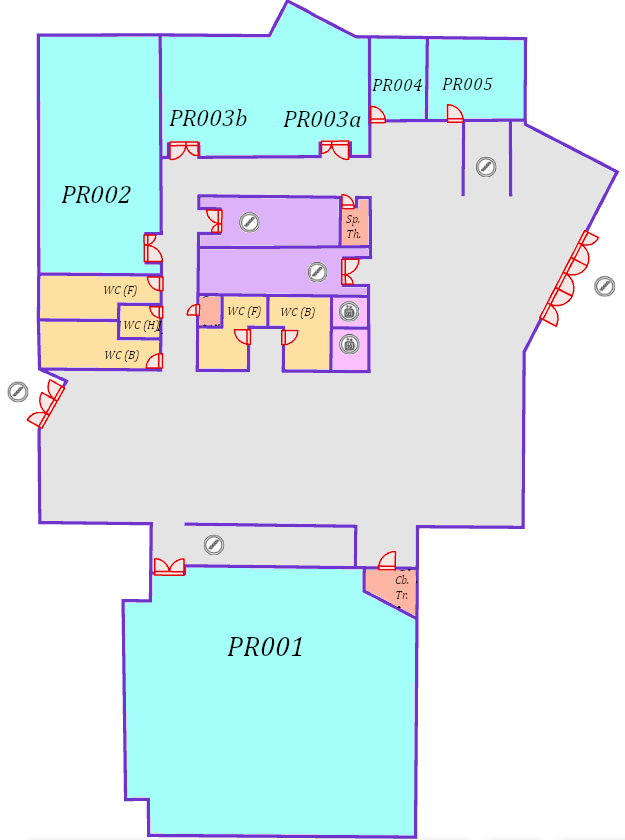 PR004
PR005
PR003b
PR003a
PR002
Sp.
Th.
WC (F)
WC (H)
WC (F)
WC (B)
WC (B)
Cb.
Tr.
PR001